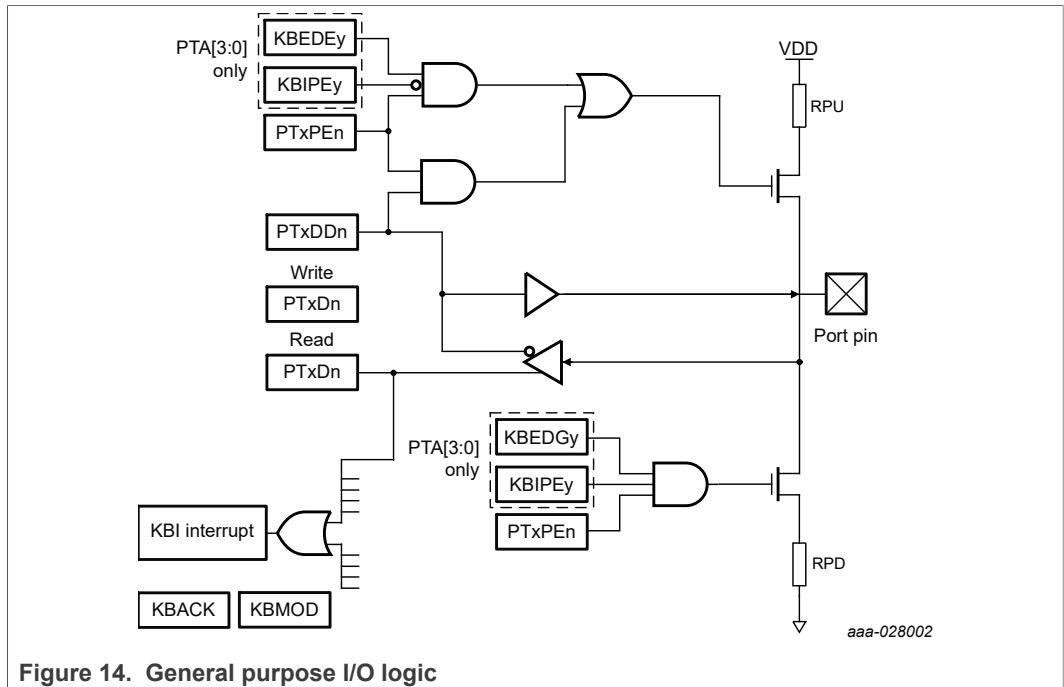 PTA[3:0]
only
KBEDEy
KBIPEy
PTxPEn
VDD
RPU
PTxDDn
Write
PTxDn
Read
PTxDn
Port pin
PTA[3:0]
only
KBEDGy
KBIPEy
PTxPEn
KBI interrupt
RPD
KBACK
KBMOD
aaa-028002
Figure 14. General purpose I/O logic